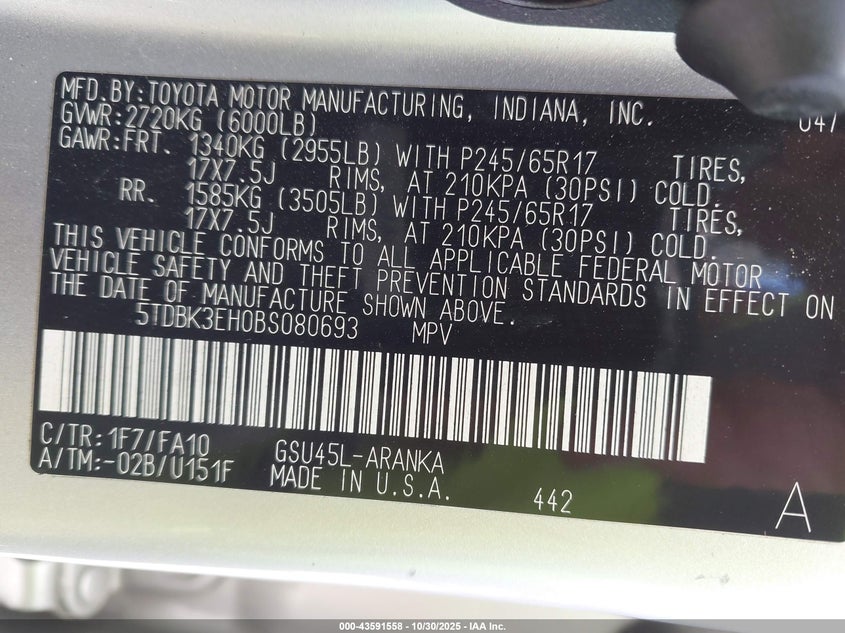 MFD. BY: TOYOTA MOTOR MANUFACTURING, INDIANA, INC. 04/
GVWR: 2720KG (6000LB)
GAWR: FRT. 1340KG (2955LB) WITH P245/65R17 TIRES,
17X7.5J RIMS, AT 210KPA (30PSI) COLD.
RR. 1585KG (3505LB) WITH P245/65R17 TIRES,
17X7.5J RIMS, AT 210KPA (30PSI) COLD.
THIS VEHICLE CONFORMS TO ALL APPLICABLE FEDERAL MOTOR
VEHICLE SAFETY AND THEFT PREVENTION STANDARDS IN EFFECT ON
THE DATE OF MANUFACTURE SHOWN ABOVE.
5TDBK3EH0BS080693 MPV
C/TR: 1F7/FA10 GSU45L-ARANKA
A/TM: -02B/U151F MADE IN U.S.A. 442 A
000-43591558 - 10/30/2025 - IAA Inc.